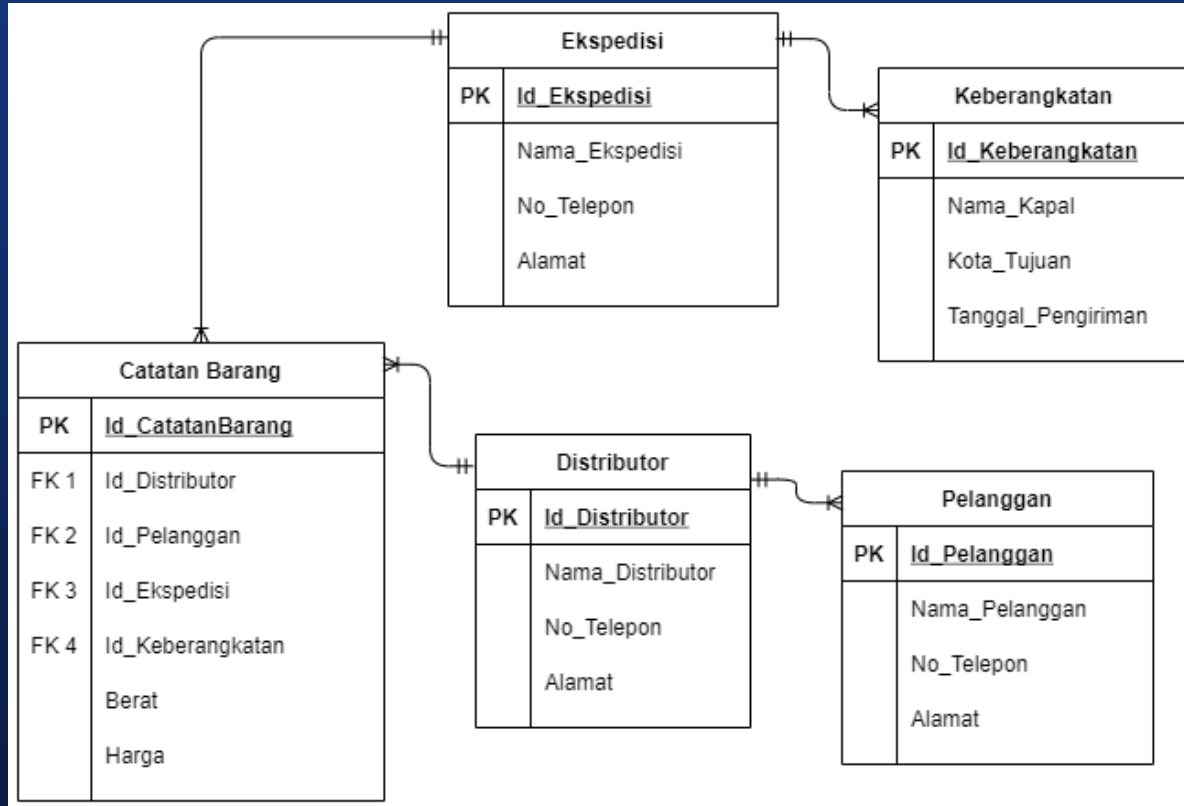 Ekspedisi
PK Id_Ekspedisi
Nama_Ekspedisi
No_Telepon
Alamat
Keberangkatan
PK Id_Keberangkatan
Nama_Kapal
Kota_Tujuan
Tanggal_Pengiriman
Catatan Barang
PK Id_CatatanBarang
FK 1 Id_Distributor
FK 2 Id_Pelanggan
FK 3 Id_Ekspedisi
FK 4 Id_Keberangkatan
Berat
Harga
Distributor
PK Id_Distributor
Nama_Distributor
No_Telepon
Alamat
Pelanggan
PK Id_Pelanggan
Nama_Pelanggan
No_Telepon
Alamat